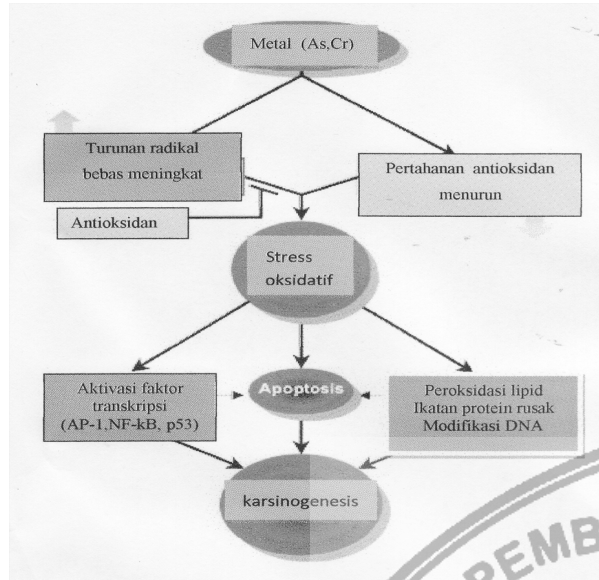 Metal (As,Cr)
Turunan radikal
bebas meningkat
Pertahanan antioksidan
menurun
Antioksidan
Stress
oksidatif
Aktivasi faktor
transkripsi
(AP-1,NF-kB, p53)
Apoptosis
Peroksidasi lipid
Ikatan protein rusak
Modifikasi DNA
karsinogenesis
PEMB